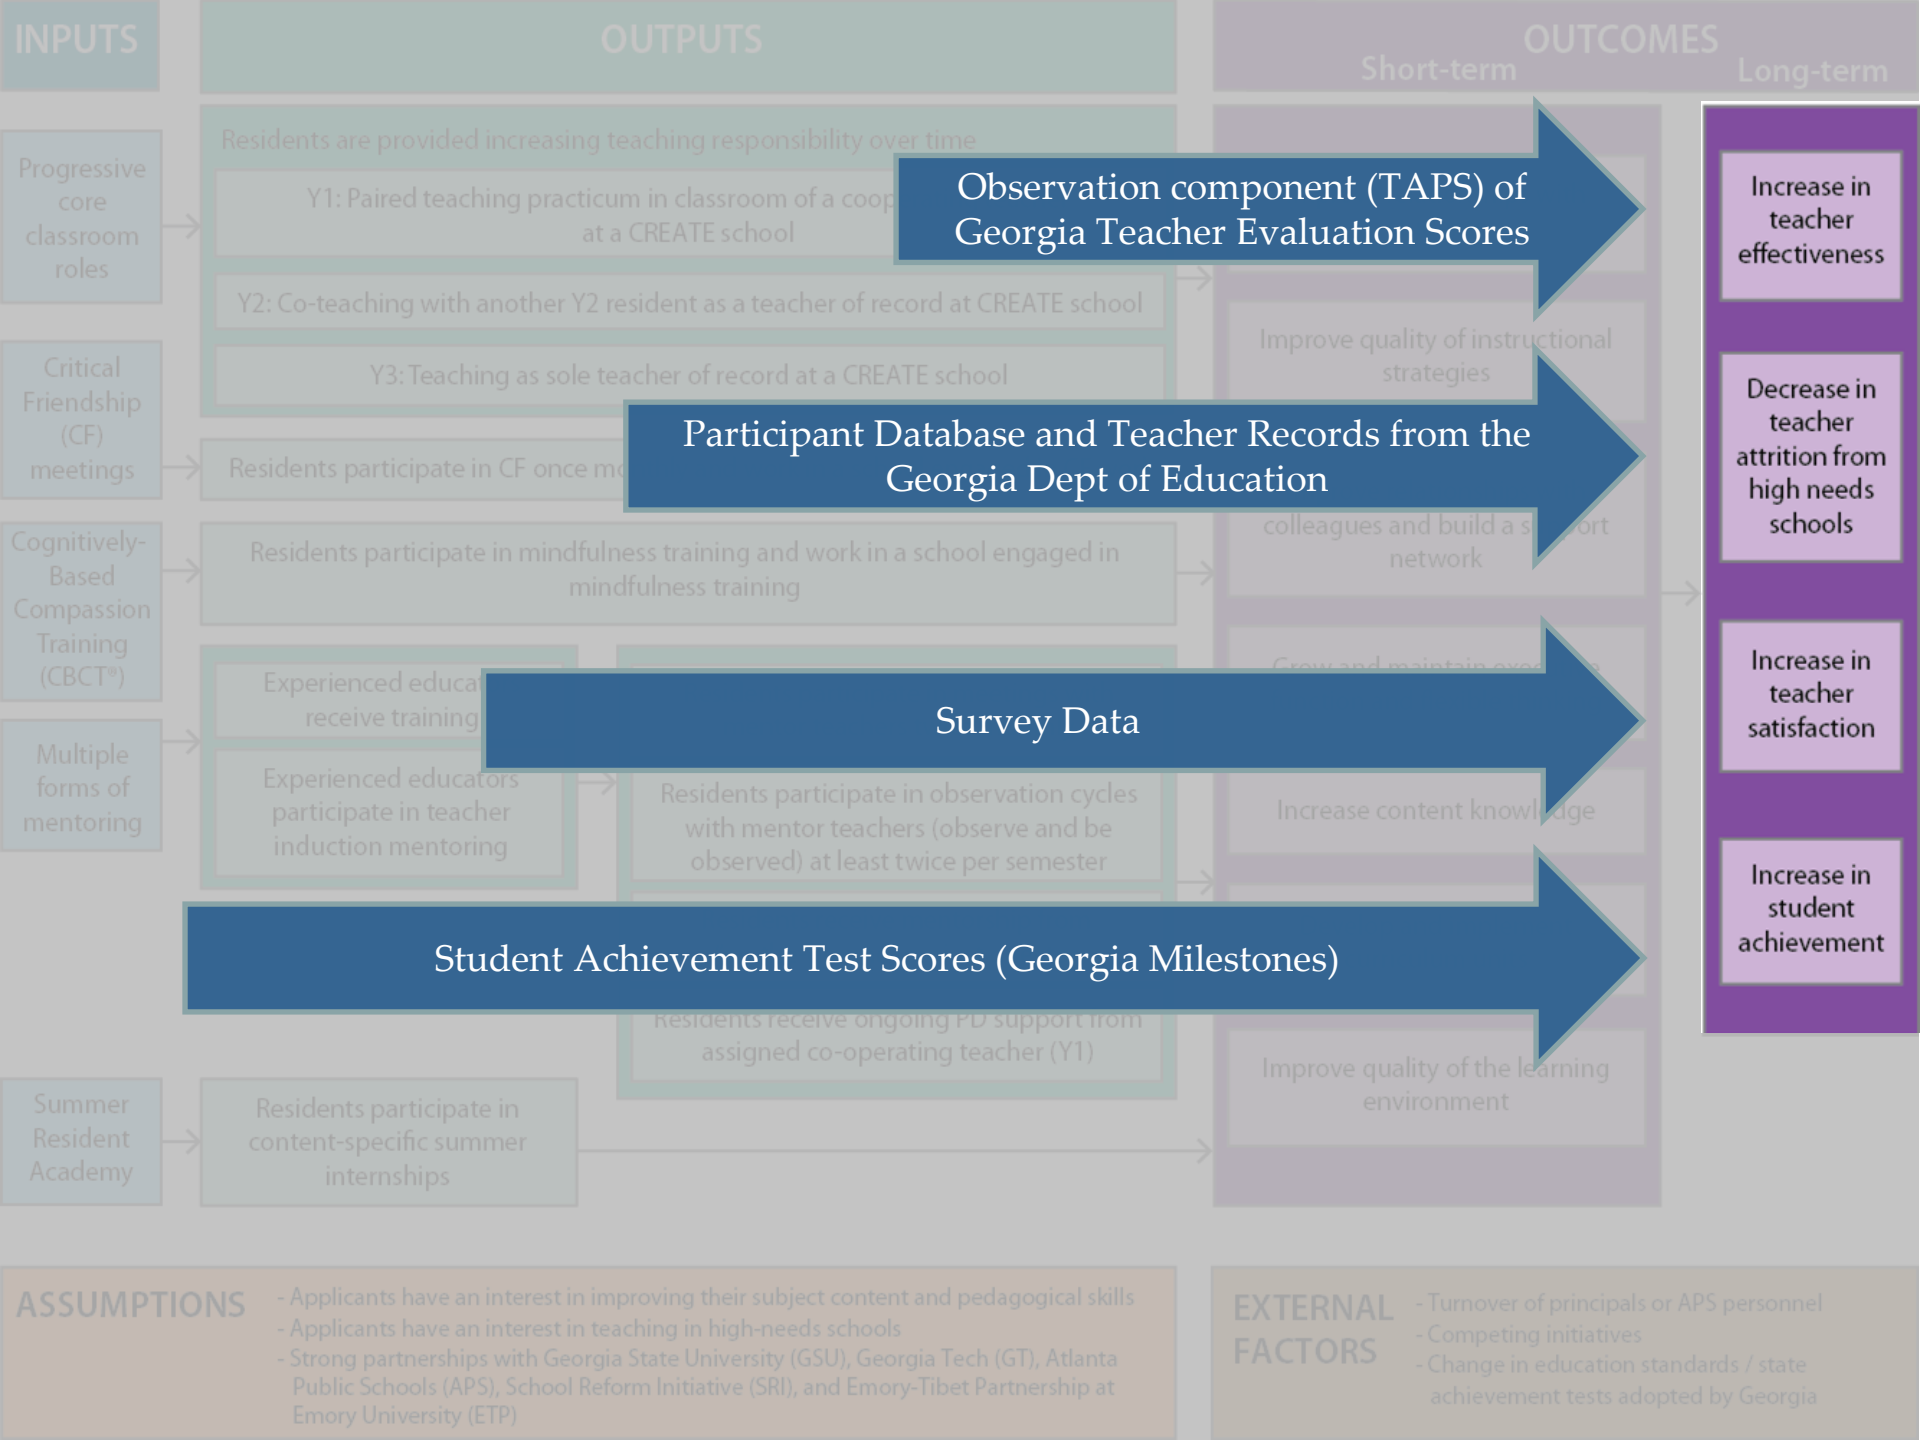 INPUTS
OUTPUTS
OUTCOMES
Short-term
Long-term
Progressive
core
classroom
roles
Critical
Friendship
(CF)
meetings
Cognitively-
Based
Compassion
Training
(CBCT®)
Multiple
forms of
mentoring
Summer
Resident
Academy
Residents are provided increasing teaching responsibility over time
Y1: Paired teaching practicum in classroom of a
at a CREATE school
Y2: Co-teaching with another Y2 resident as a teacher of record at CREATE school
Y3: Teaching as sole teacher of record at a CREATE school
Residents participate in CF once
Residents participate in mindfulness training and work in a school engaged in
mindfulness training
Experienced
receive training
Experienced educators
participate in teacher
induction mentoring
Residents participate in observation cycles
with mentor teachers (observe and be
observed) at least twice per semester
Residents receive ongoing PD support from
assigned co-operating teacher (Y1)
Residents participate in
content-specific summer
internships
Observation component (TAPS) of
Georgia Teacher Evaluation Scores
Participant Database and Teacher Records from the
Georgia Dept of Education
Survey Data
Student Achievement Test Scores (Georgia Milestones)
Improve quality of instructional
strategies
colleagues and build a support
network
Grow and maintain
Increase content knowledge
Improve quality of the learning
environment
Increase in
teacher
effectiveness
Decrease in
teacher
attrition from
high needs
schools
Increase in
teacher
satisfaction
Increase in
student
achievement
ASSUMPTIONS
- Applicants have an interest in improving their subject content and pedagogical skills
- Applicants have an interest in teaching in high-needs schools
- Strong partnerships with Georgia State University (GSU), Georgia Tech (GT), Atlanta
Public Schools (APS), School Reform Initiative (SRI), and Emory-Tibet Partnership at
Emory University (ETP)
EXTERNAL
FACTORS
- Turnover of principals or APS personnel
- Competing initiatives
- Change in education standards / state
achievement tests adopted by Georgia